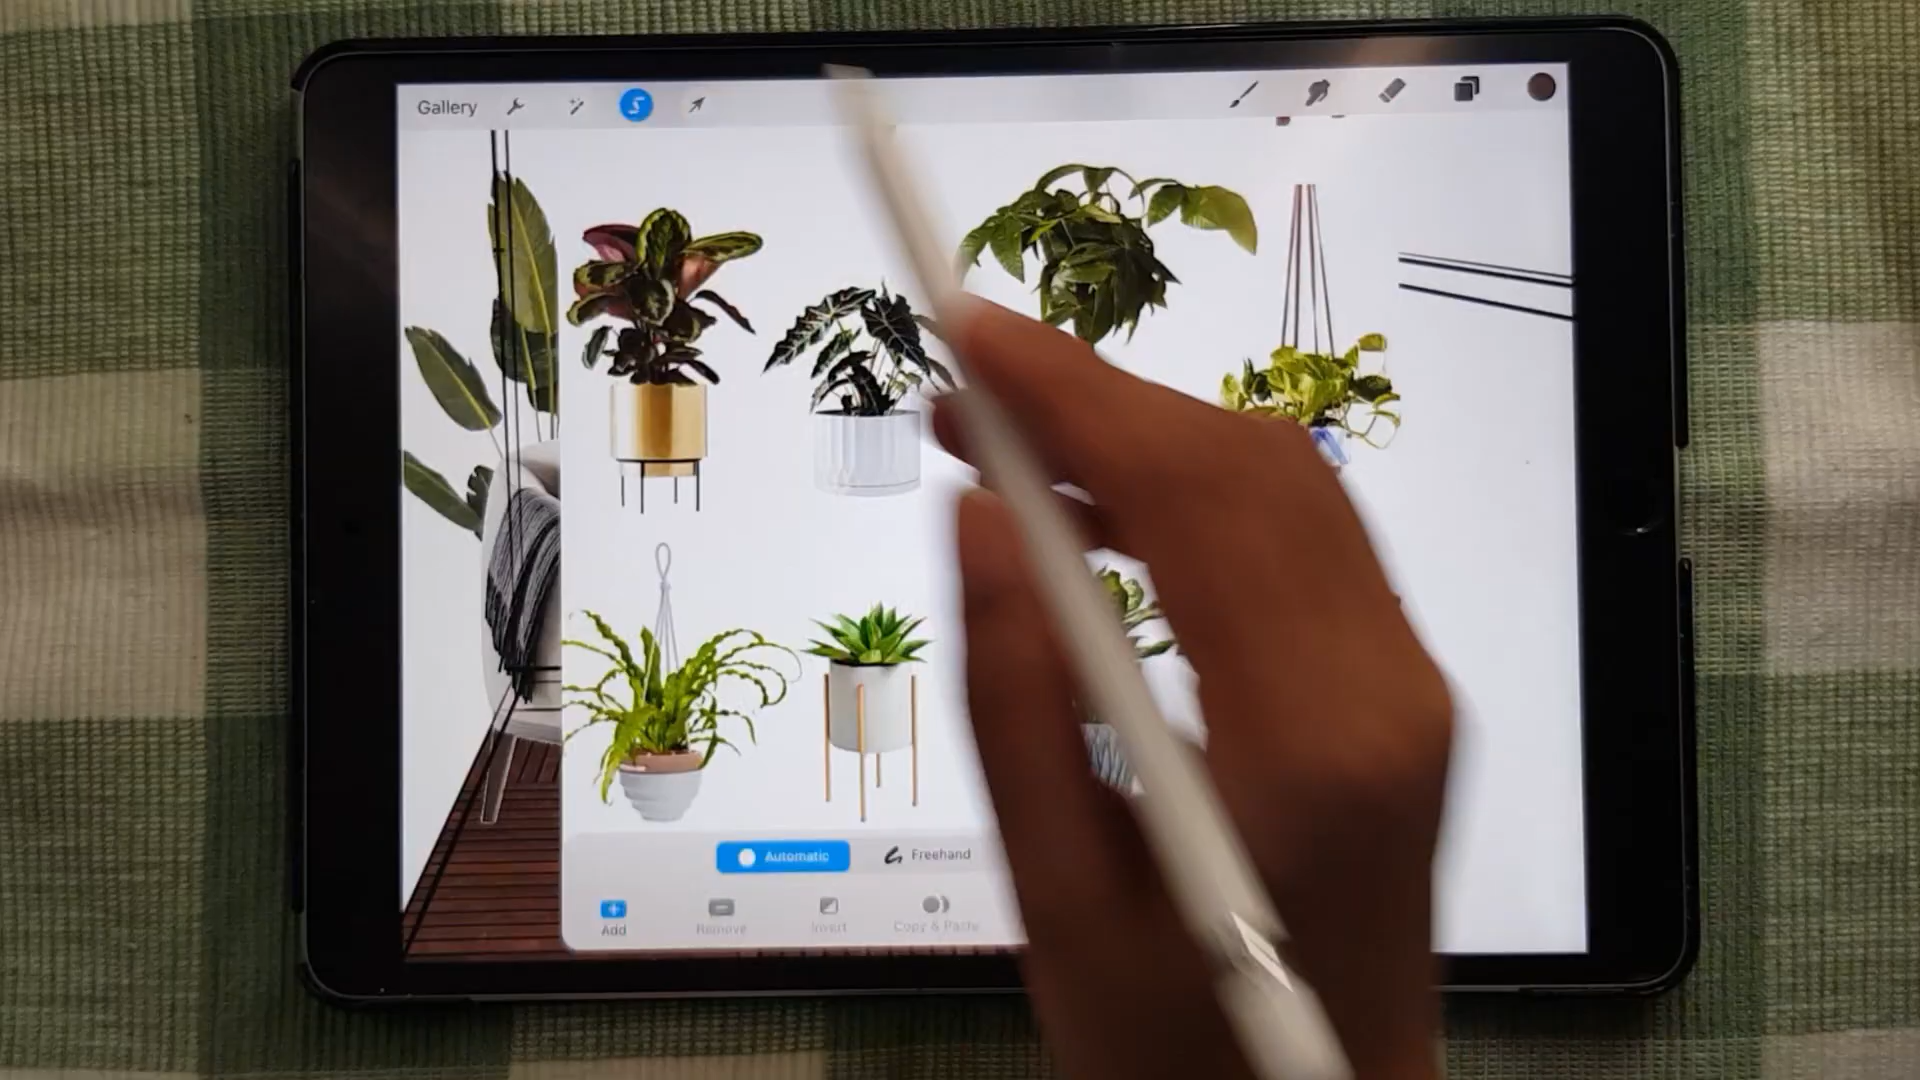 Gallery
Automatic
Freehand
Add
Remove
Invert
Copy & Paste